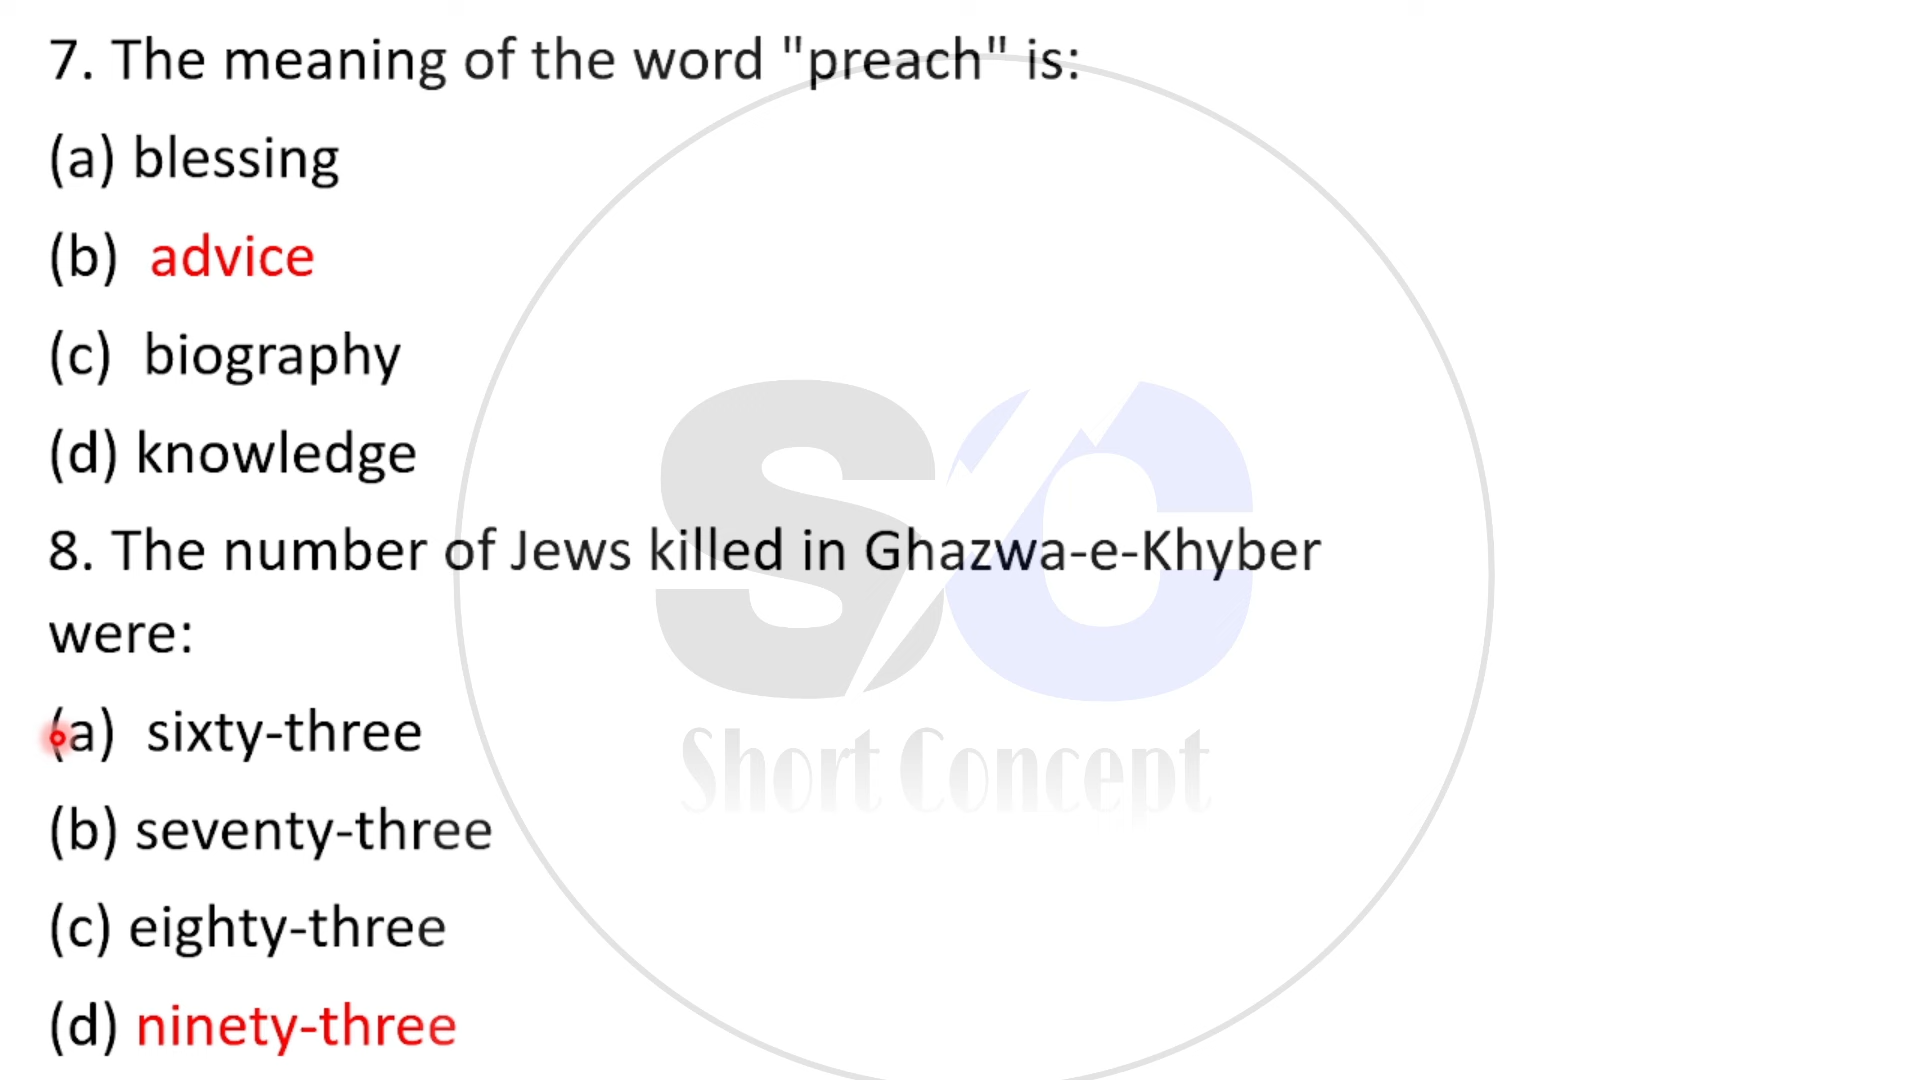 7. The meaning of the word "preach" is:
(a) blessing
(b) advice
(c) biography
(d) knowledge
8. The number of Jews killed in Ghazwa-e-Khyber
were:
(a) sixty-three
(b) seventy-three
(c) eighty-three
(d) ninety-three
SC
Short Concept